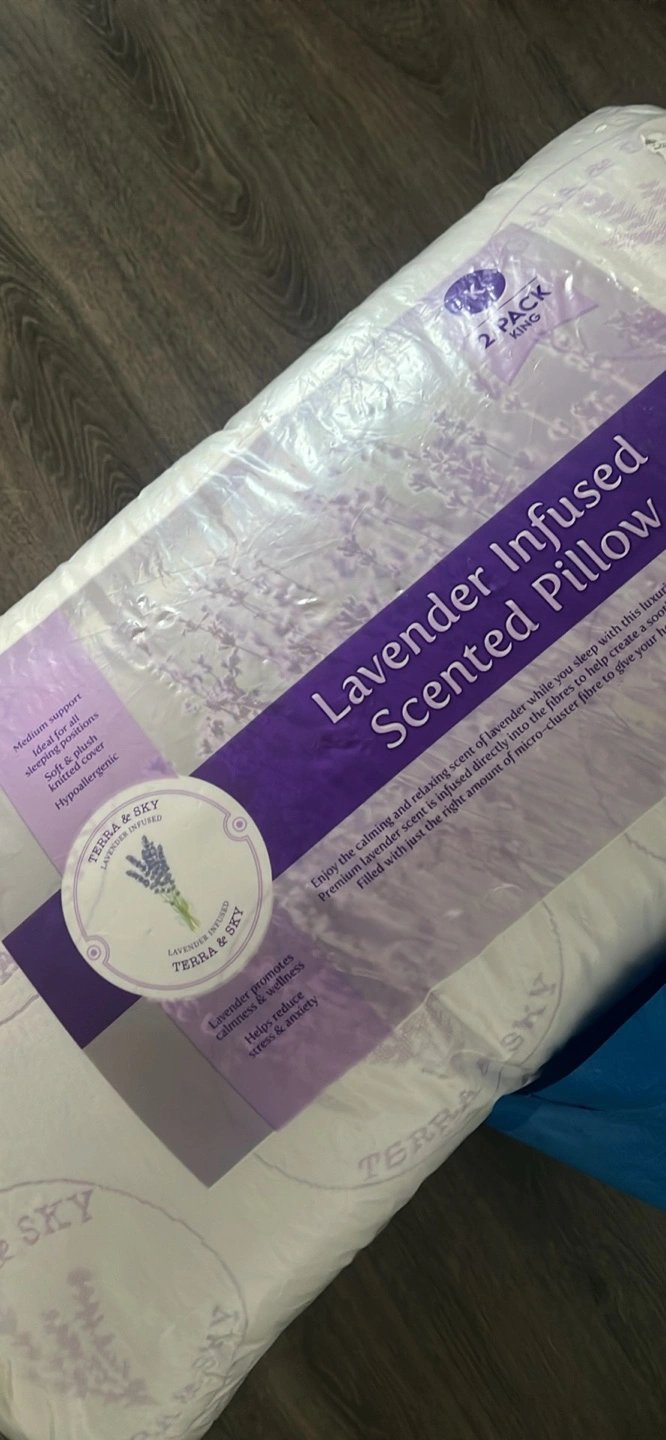 2 PACK
KING
Lavender Infused
Scented Pillow
Enjoy the calming and relaxing scent of lavender while you sleep with this
Premium lavender scent is infused directly into the fibres to help create a
Filled with just the right amount of micro-cluster fibre to give your
Medium support
Ideal for all
sleeping positions
Soft & plush
knitted cover
Hypoallergenic
TERRA & SKY
LAVENDER INFUSED
LAVENDER INFUSED
TERRA & SKY
Lavender promotes
calmness & wellness
Helps reduce
stress & anxiety
TERRA & SKY
& SKY